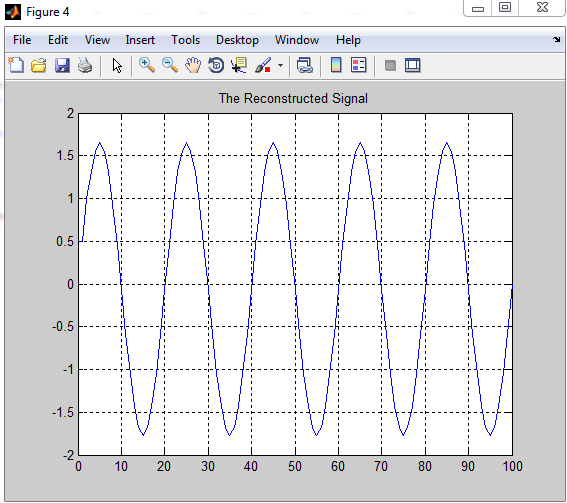 Figure 4
File Edit View Insert Tools Desktop Window Help
The Reconstructed Signal
2
1.5
1
0.5
0
-0.5
-1
-1.5
-2
0 10 20 30 40 50 60 70 80 90 100